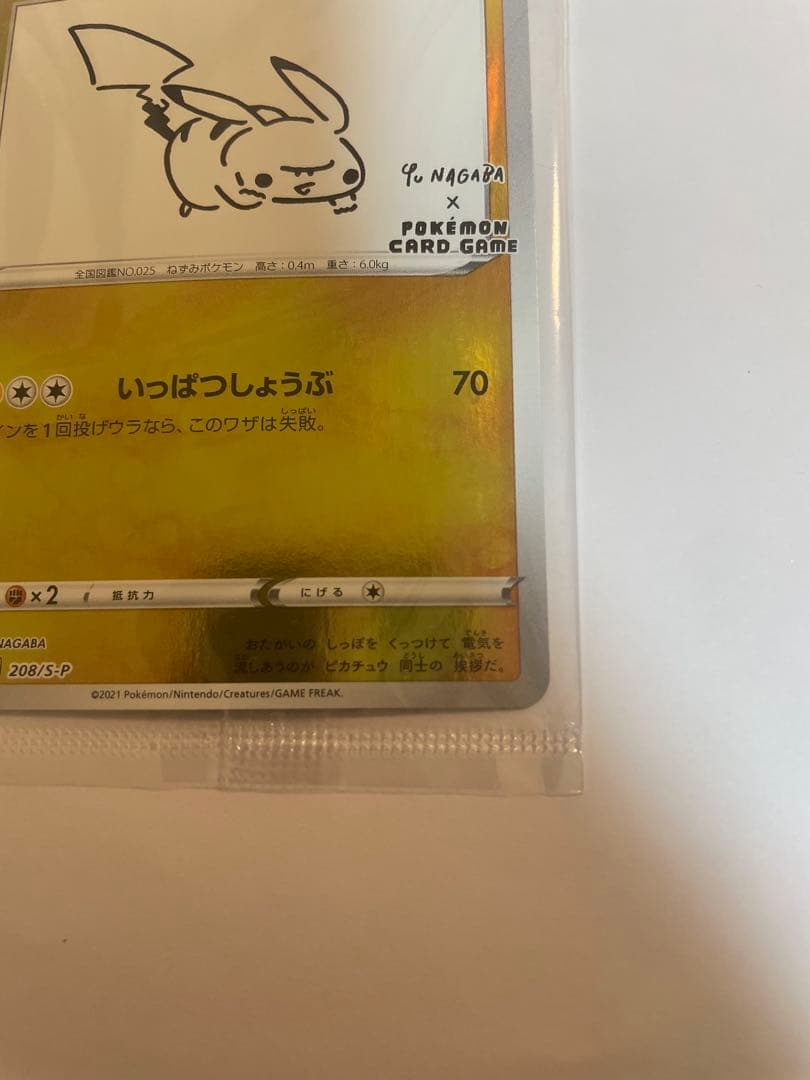 Yu NAGABA
×
POKÉMON
CARD GAME
全国図鑑NO.025 ねずみポケモン 高さ:0.4m 重さ:6.0kg
いっぱつしょうぶ 70
インを1回投げウラなら、このワザは失敗。
×2 抵抗力 にげる
NAGABA
おたがいの しっぽを くっつけて 電気を
208/S-P
流しあうのが ピカチュウ 同士の 挨拶だ。
©2021 Pokémon/Nintendo/Creatures/GAME FREAK.